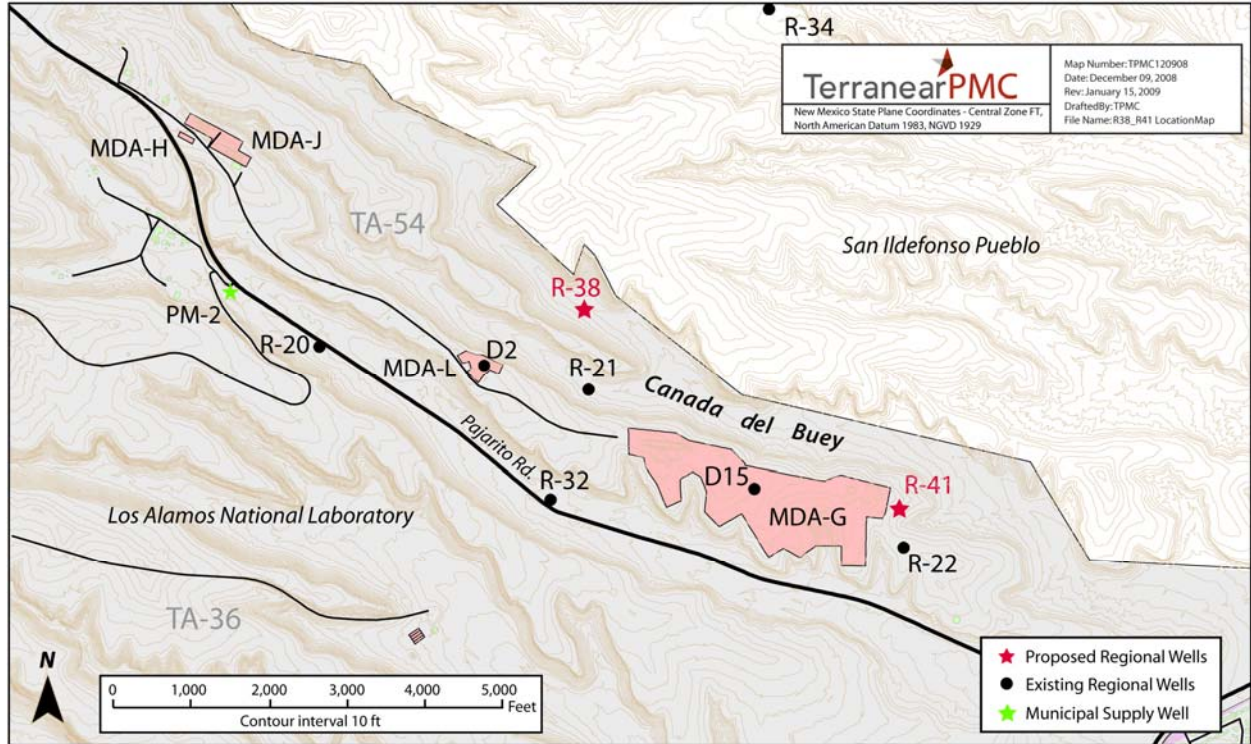 R-34
TerranearPMC
New Mexico State Plane Coordinates - Central Zone FT,
North American Datum 1983, NGVD 1929
Map Number:TPMC120908
Date: December 09, 2008
Rev: January 15, 2009
DraftedBy: TPMC
File Name: R38_R41 LocationMap
MDA-H
MDA-J
TA-54
San Ildefonso Pueblo
R-38
PM-2
R-20
MDA-L
D2
R-21
Canada del Buey
Pajarito Rd.
R-32
D15
R-41
MDA-G
Los Alamos National Laboratory
R-22
TA-36
N
0 1,000 2,000 3,000 4,000 5,000
Feet
Contour interval 10 ft
Proposed Regional Wells
Existing Regional Wells
Municipal Supply Well